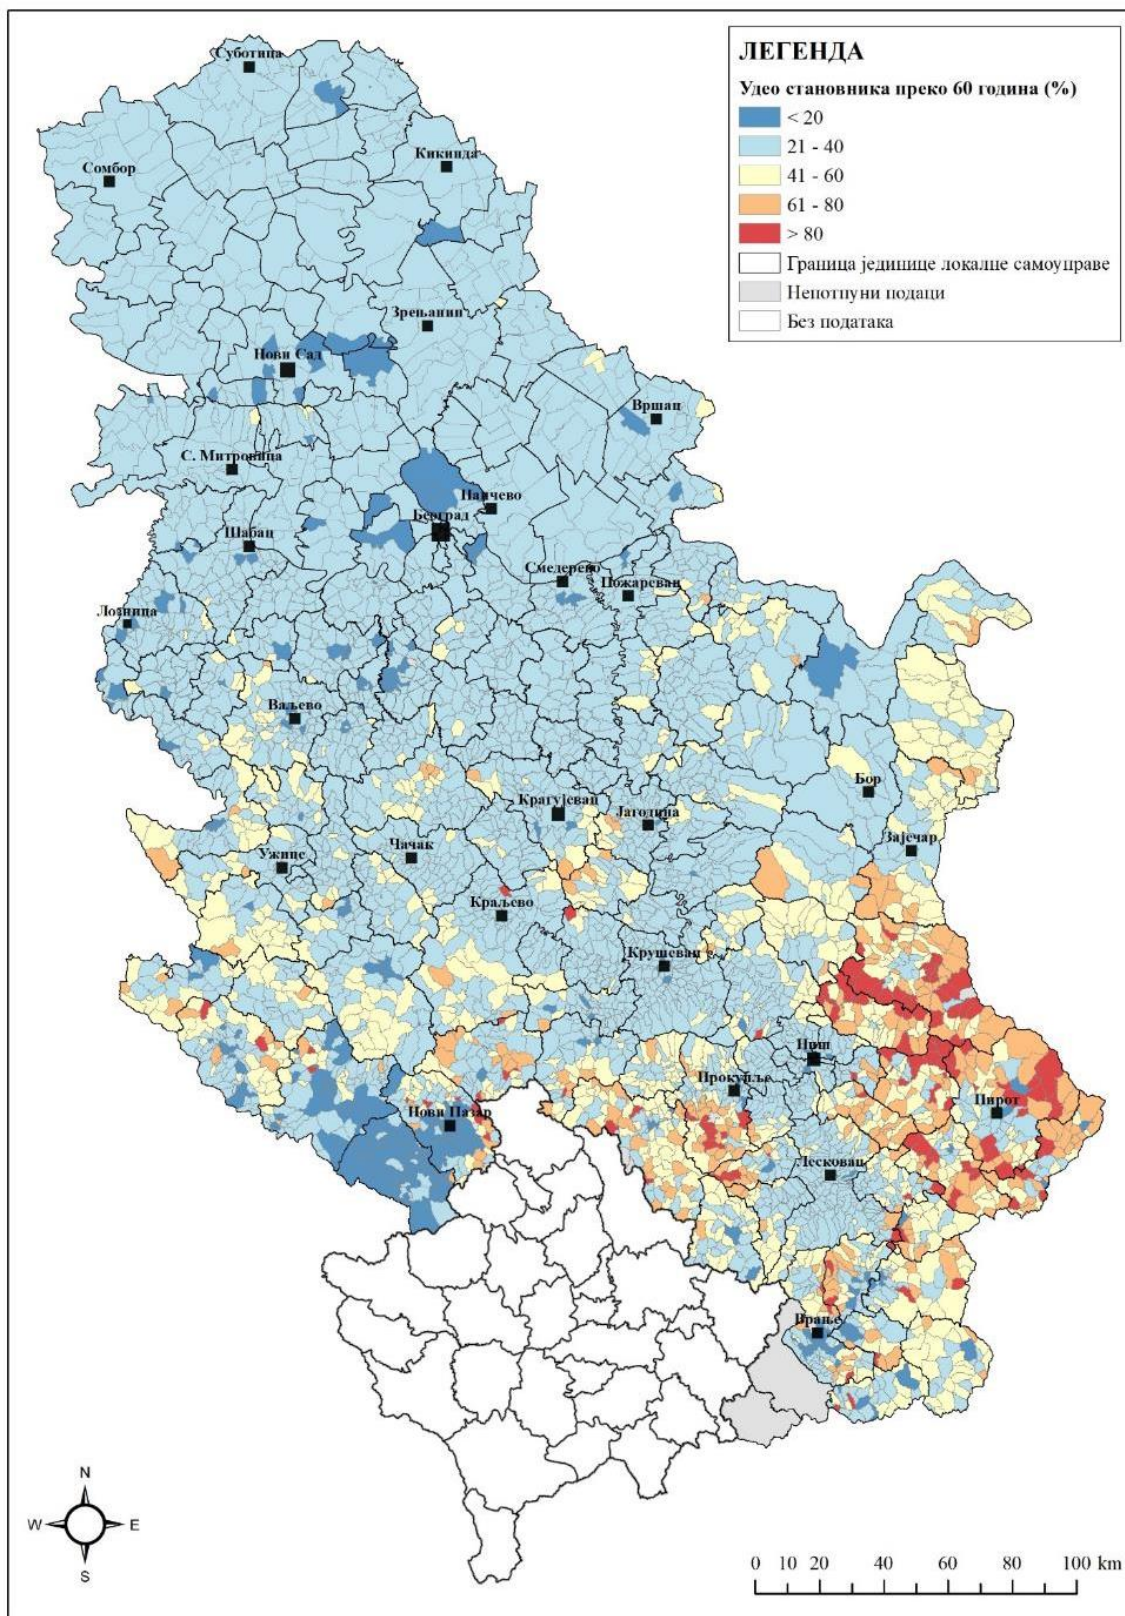 ЛЕГЕНДА
Удео становника преко 60 година (%)
< 20
21 - 40
41 - 60
61 - 80
> 80
Граница јединице локалне самоуправе
Непотпуни подаци
Без података
Суботица
Кикинда
Сомбор
Зрењанин
Нови Сад
Вршац
С. Митровица
Панчево
Београд
Шабац
Смедерево
Пожаревац
Лозница
Ваљево
Бор
Крагујевац
Јагодина
Зајечар
Ужице
Чачак
Краљево
Крушевац
Ниш
Прокупље
Пирот
Нови Пазар
Лесковац
Врање
N
W E
S
0 10 20 40 60 80 100 km